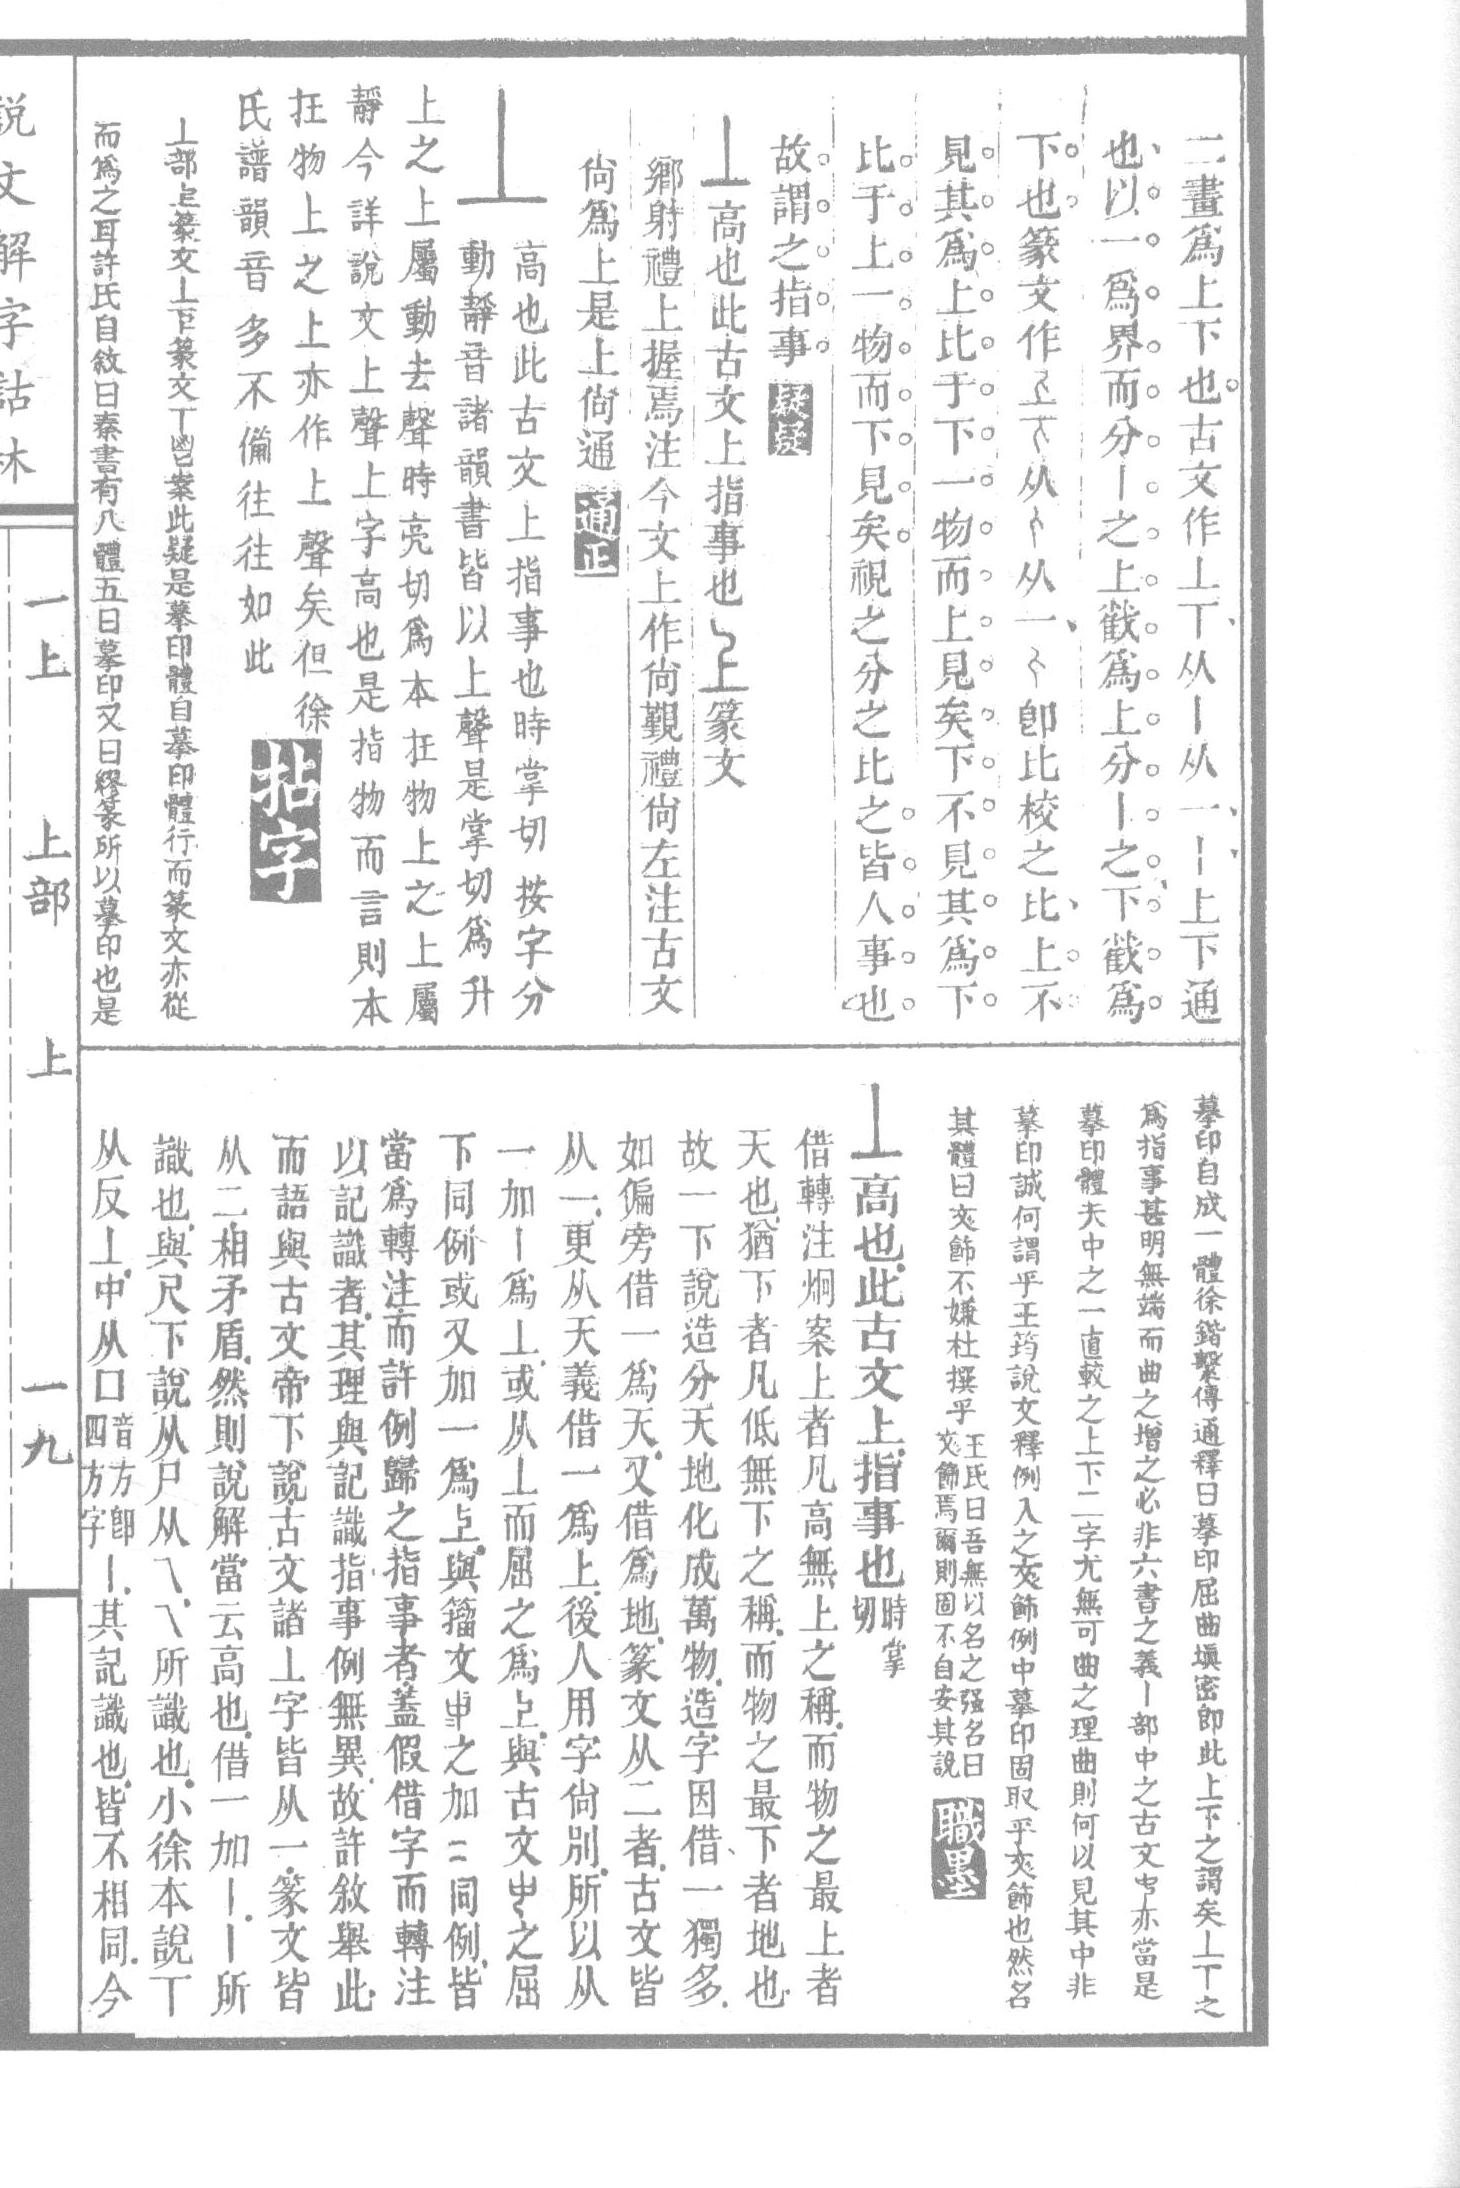 二畫爲上下也古文作丄丅从丨从一丨上下通
也以一爲界而分丨之上截爲上分丨之下截爲
下也篆文作从从一卽比校之比上不
見其爲上比于下一物而上見矣下不見其爲下
比于上一物而下見矣視之分之比之皆人事也
故謂之指事疑疑
丄高也此古文上指事也上篆文
鄉射禮上握焉注今文上作尙覲禮尙左注古文
尙爲上是上尙通通正
丄
高也此古文上指事也時掌切按字分
動靜音諸韻書皆以上聲是掌切爲升
上之上屬動去聲時亮切爲本在物上之上屬
靜今詳說文上聲上字高也是指物而言則本
在物上之上亦作上聲矣但徐
氏譜韻音多不備往往如此拈字
丄部篆文丄篆文丅鬯案此疑是摹印體自摹印體行而篆文亦從
而爲之耳許氏自敘曰秦書有八體五曰摹印又曰繆篆所以摹印也是
摹印自成一體徐鍇繫傳通釋曰摹印屈曲塡密卽此上下之謂矣丄丅之
爲指事甚明無端而曲之增之必非六書之義丨部中之古文亦當是
摹印體夫中之一直較之上下二字尤無可曲之理曲則何以見其中非
摹印誠何謂乎王筠說文釋例入之文飾例中摹印固取乎文飾也然名
其體曰文飾不嫌杜撰乎王氏曰吾無以名之强名曰
文飾焉爾則固不自安其說職墨
丄高也此古文上指事也時掌
切
借轉注炯案上者凡高無上之稱而物之最上者
天也猶下者凡低無下之稱而物之最下者地也
故一下說造分天地化成萬物造字因借一獨多
如偏旁借一爲天又借爲地篆文从二者古文皆
从一更从天義借一爲上後人用字尙別所以从
一加丨爲丄或从丄而屈之爲上與古文之屈
下同例或又加一爲與籀文之加二同例皆
當爲轉注而許例歸之指事者蓋假借字而轉注
以記識者其理與記識指事例無異故許敘舉此
而語與古文帝下說古文諸丄字皆从一篆文皆
从二相矛盾然則說解當云高也借一加丨丨所
識也與尺下說从尸从乀乀所識也小徐本說丅
从反丄中从口音方卽
四方字丨其記識也皆不相同今
說文解字詁林
一上
上部
上
一九